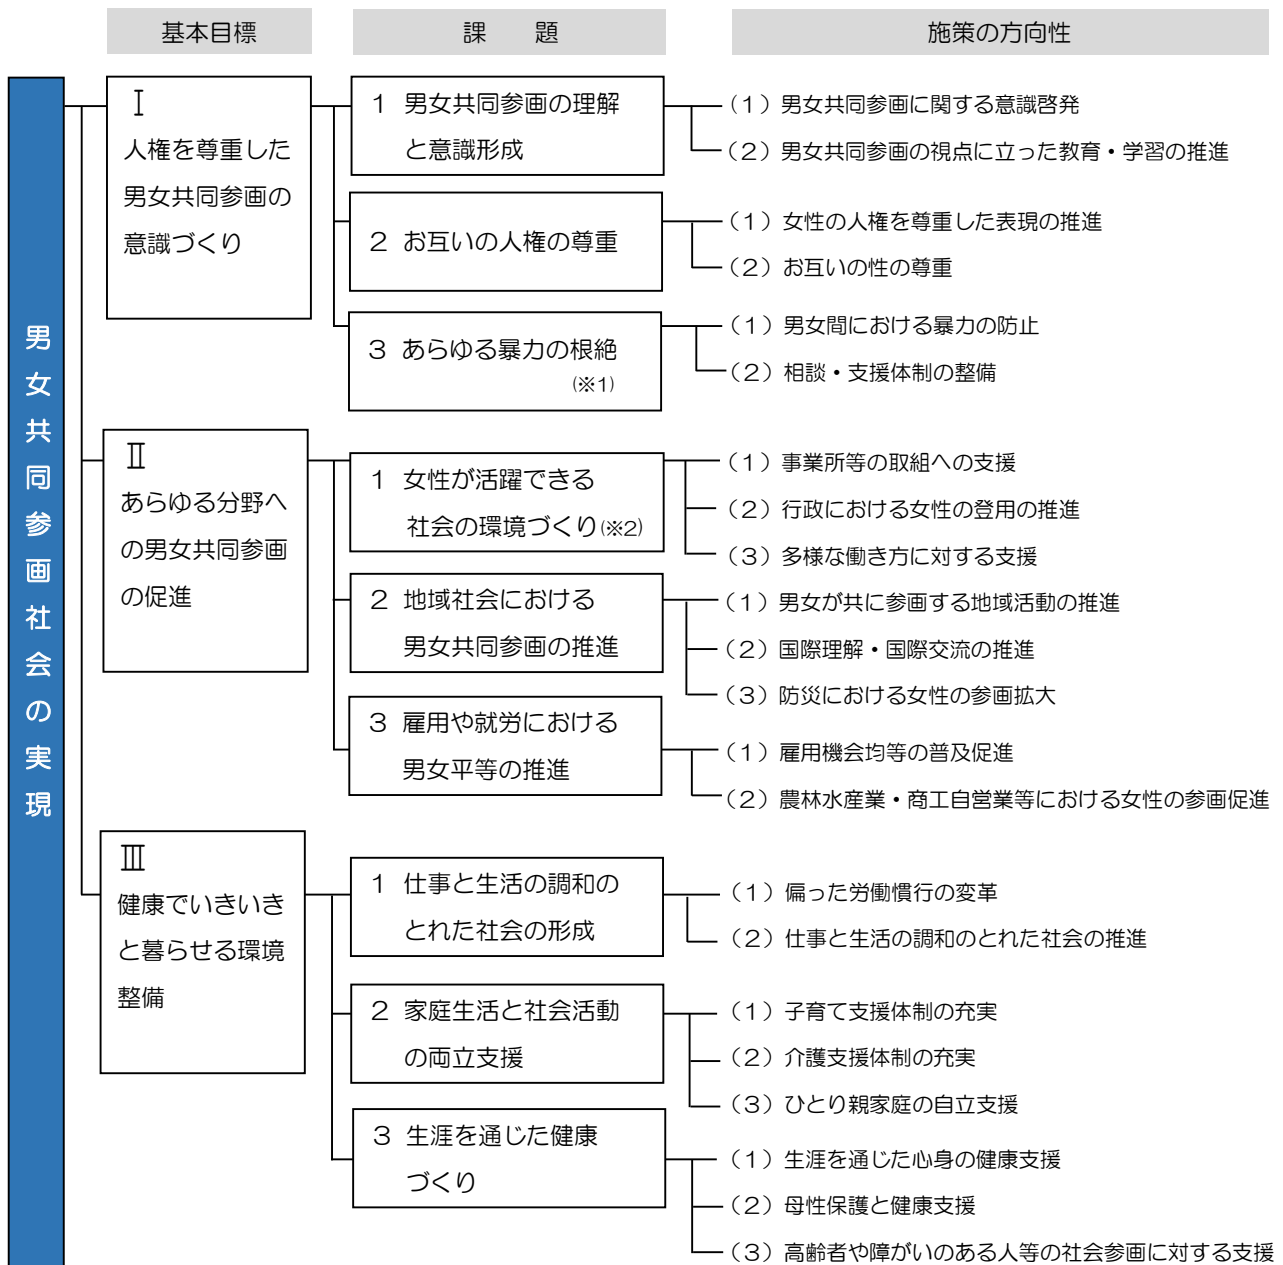 基本目標
課　題
施策の方向性
男女共同参画社会の実現
Ⅰ
人権を尊重した
男女共同参画の
意識づくり
1 男女共同参画の理解
と意識形成
（1）男女共同参画に関する意識啓発
（2）男女共同参画の視点に立った教育・学習の推進
2 お互いの人権の尊重
（1）女性の人権を尊重した表現の推進
（2）お互いの性の尊重
3 あらゆる暴力の根絶
(※1)
（1）男女間における暴力の防止
（2）相談・支援体制の整備
Ⅱ
あらゆる分野へ
の男女共同参画
の促進
1 女性が活躍できる
社会の環境づくり(※2)
（1）事業所等の取組への支援
（2）行政における女性の登用の推進
（3）多様な働き方に対する支援
2 地域社会における
男女共同参画の推進
（1）男女が共に参画する地域活動の推進
（2）国際理解・国際交流の推進
（3）防災における女性の参画拡大
3 雇用や就労における
男女平等の推進
（1）雇用機会均等の普及促進
（2）農林水産業・商工自営業等における女性の参画促進
Ⅲ
健康でいきいき
と暮らせる環境
整備
1 仕事と生活の調和の
とれた社会の形成
（1）偏った労働慣行の変革
（2）仕事と生活の調和のとれた社会の推進
2 家庭生活と社会活動
の両立支援
（1）子育て支援体制の充実
（2）介護支援体制の充実
（3）ひとり親家庭の自立支援
3 生涯を通じた健康
づくり
（1）生涯を通じた心身の健康支援
（2）母性保護と健康支援
（3）高齢者や障がいのある人等の社会参画に対する支援